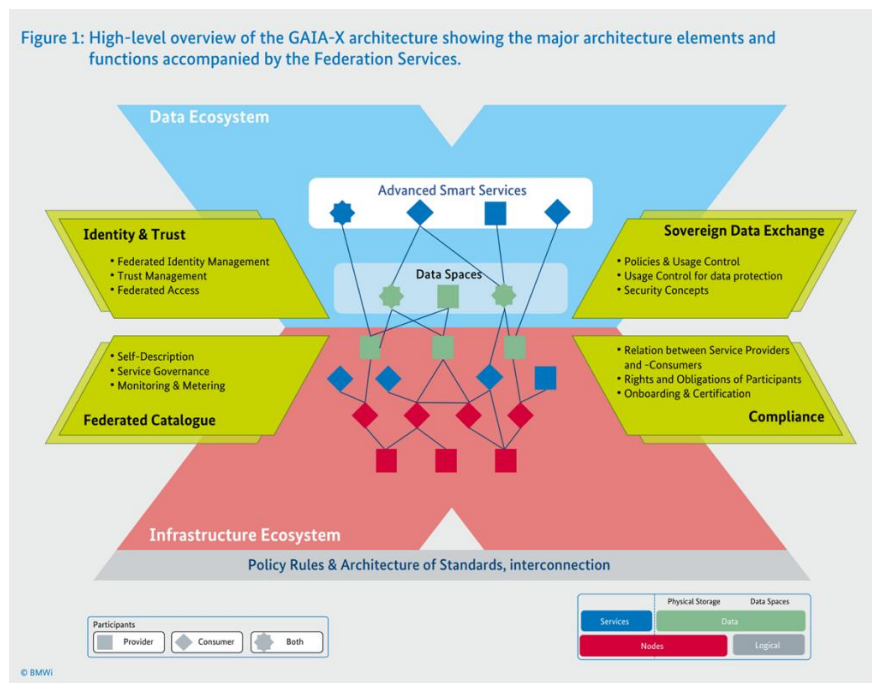 Figure 1: High-level overview of the GAIA-X architecture showing the major architecture elements and
functions accompanied by the Federation Services.
Data Ecosystem
Advanced Smart Services
Identity & Trust
• Federated Identity Management
• Trust Management
• Federated Access
Data Spaces
Sovereign Data Exchange
• Policies & Usage Control
• Usage Control for data protection
• Security Concepts
• Self-Description
• Service Governance
• Monitoring & Metering
Federated Catalogue
• Relation between Service Providers
and -Consumers
• Rights and Obligations of Participants
• Onboarding & Certification
Compliance
Infrastructure Ecosystem
Policy Rules & Architecture of Standards, interconnection
Participants
Provider
Consumer
Both
Physical Storage
Data Spaces
Services
Data
Nodes
Logical
© BMWi